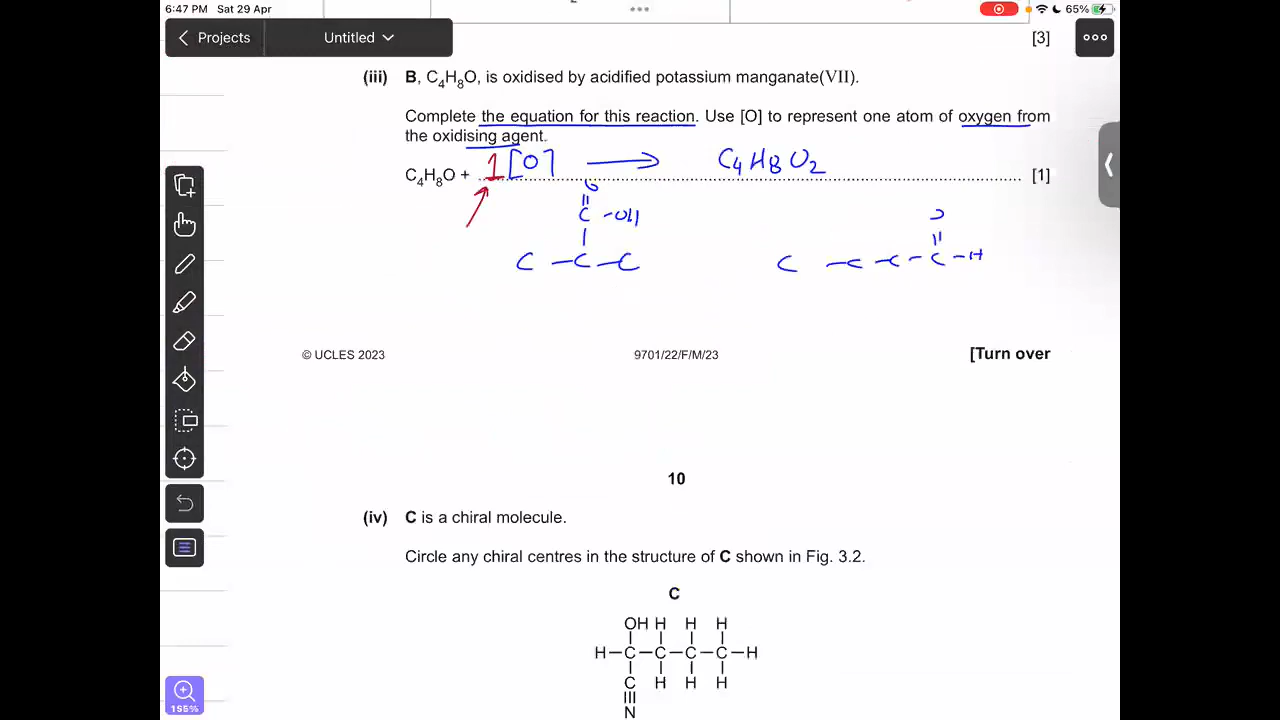 6:47 PM Sat 29 Apr
65%
Projects
Untitled
[3]
(iii) B, C₄H₈O, is oxidised by acidified potassium manganate(VII).
Complete the equation for this reaction. Use [O] to represent one atom of oxygen from
the oxidising agent.
C₄H₈O + 1 [O] → C₄H₈O₂ [1]
O
C -OH
C - C - C
C - C - C - C - H
© UCLES 2023
9701/22/F/M/23
[Turn over
10
(iv) C is a chiral molecule.
Circle any chiral centres in the structure of C shown in Fig. 3.2.
C
OH H H H
H—C—C—C—C—H
C H H H
N
155%